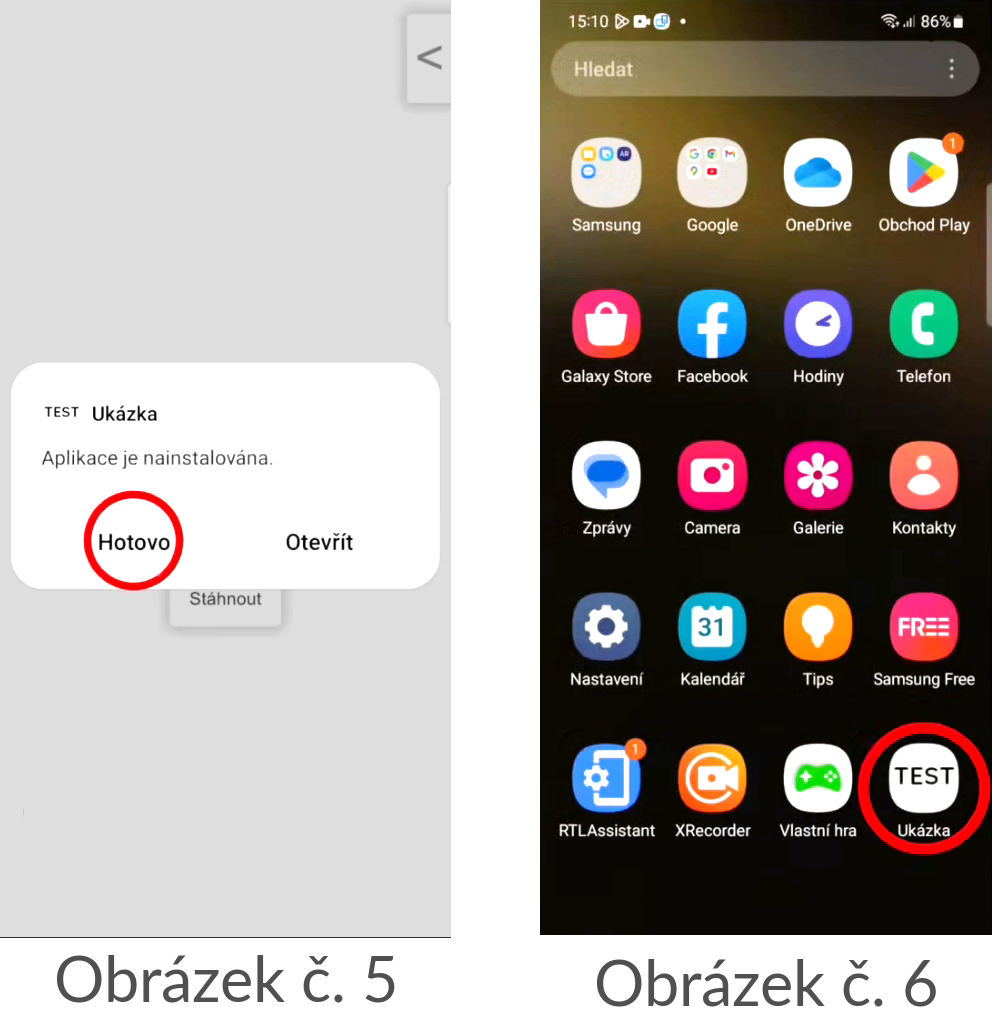 <
TEST Ukázka
Aplikace je nainstalována.
Hotovo Otevřít
Stáhnout
Obrázek č. 5
15:10 86%
Hledat
1
AR
Samsung Google OneDrive Obchod Play
Galaxy Store Facebook Hodiny Telefon
Zprávy Camera Galerie Kontakty
31 FREE
Nastavení Kalendář Tips Samsung Free
1
TEST
RTLAssistant XRecorder Vlastní hra Ukázka
Obrázek č. 6